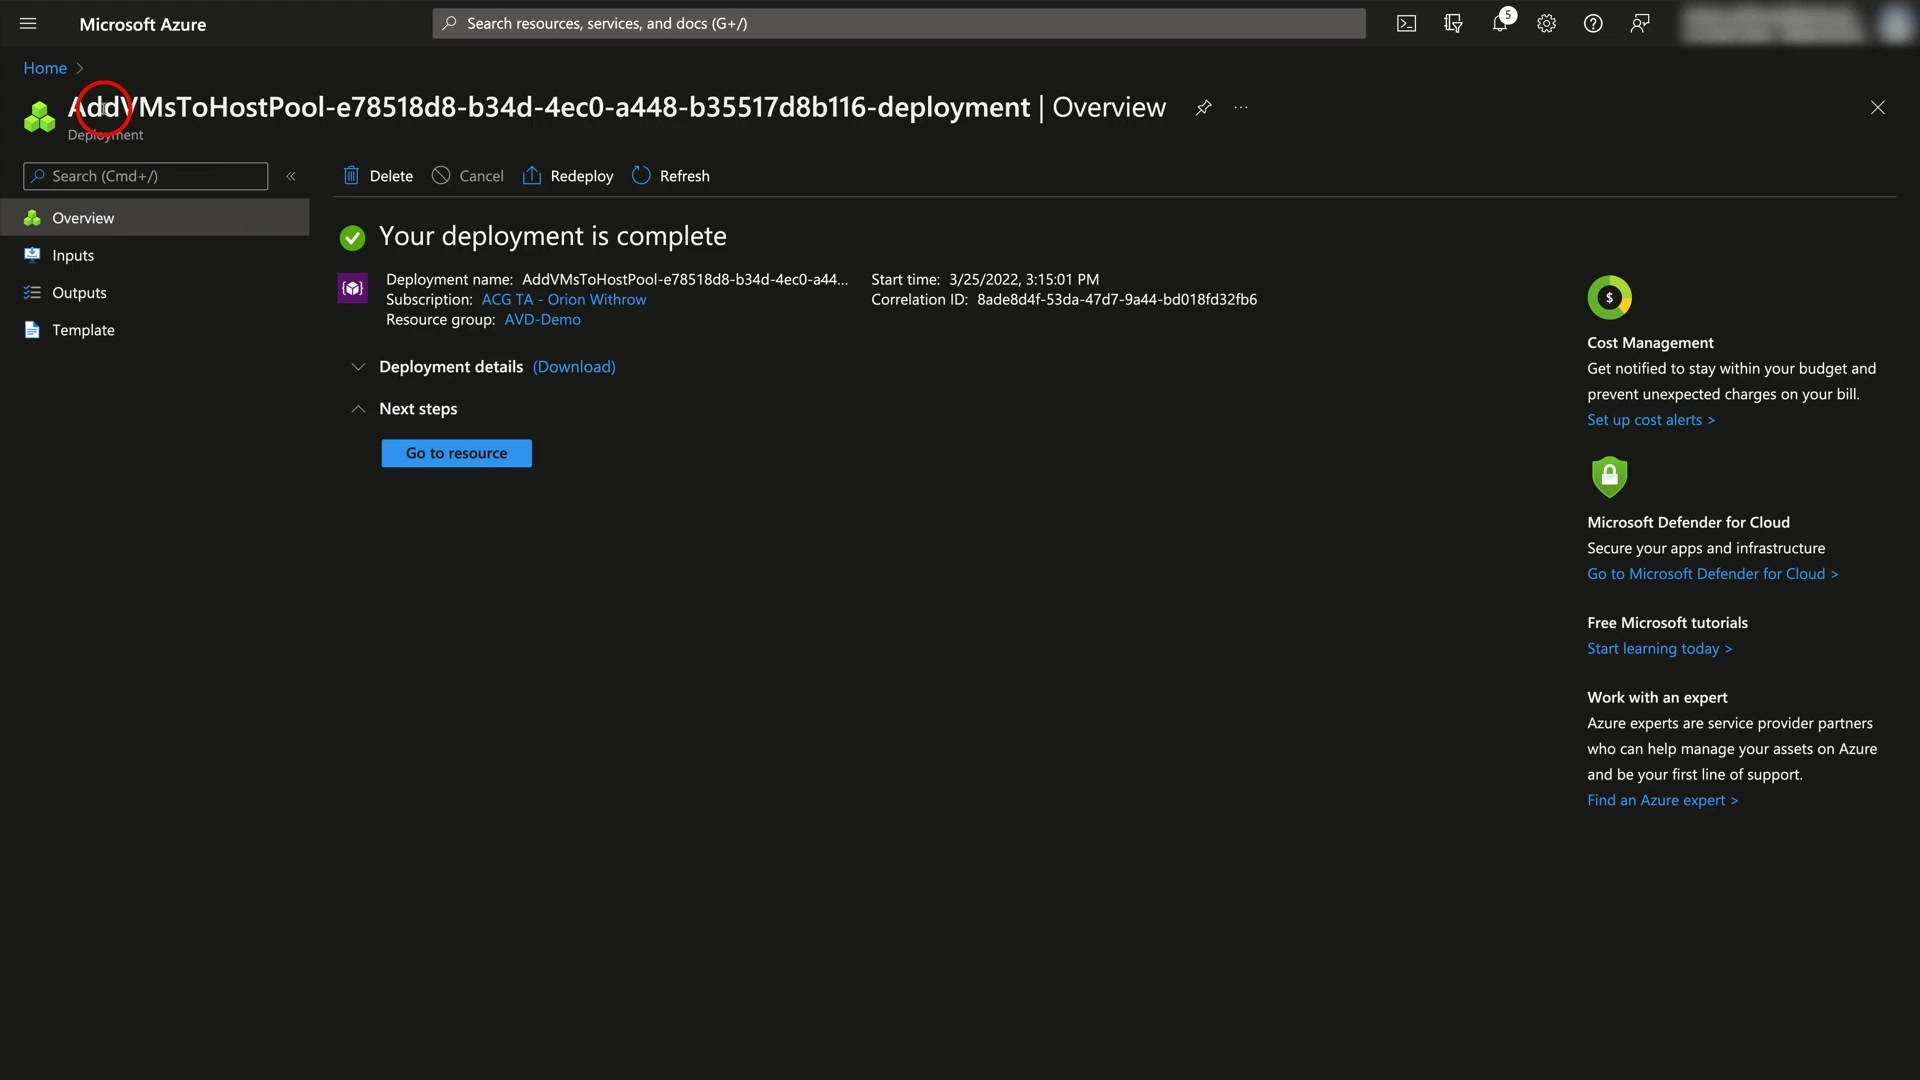 Microsoft Azure
Search resources, services, and docs (G+/)
5
Home
AddVMsToHostPool-e78518d8-b34d-4ec0-a448-b35517d8b116-deployment | Overview
Deployment
Search (Cmd+/)
Delete
Cancel
Redeploy
Refresh
Overview
Inputs
Outputs
Template
Your deployment is complete
Deployment name: AddVMsToHostPool-e78518d8-b34d-4ec0-a44...
Subscription: ACG TA - Orion Withrow
Resource group: AVD-Demo
Start time: 3/25/2022, 3:15:01 PM
Correlation ID: 8ade8d4f-53da-47d7-9a44-bd018fd32fb6
Deployment details (Download)
Next steps
Go to resource
Cost Management
Get notified to stay within your budget and
prevent unexpected charges on your bill.
Set up cost alerts >
Microsoft Defender for Cloud
Secure your apps and infrastructure
Go to Microsoft Defender for Cloud >
Free Microsoft tutorials
Start learning today >
Work with an expert
Azure experts are service provider partners
who can help manage your assets on Azure
and be your first line of support.
Find an Azure expert >